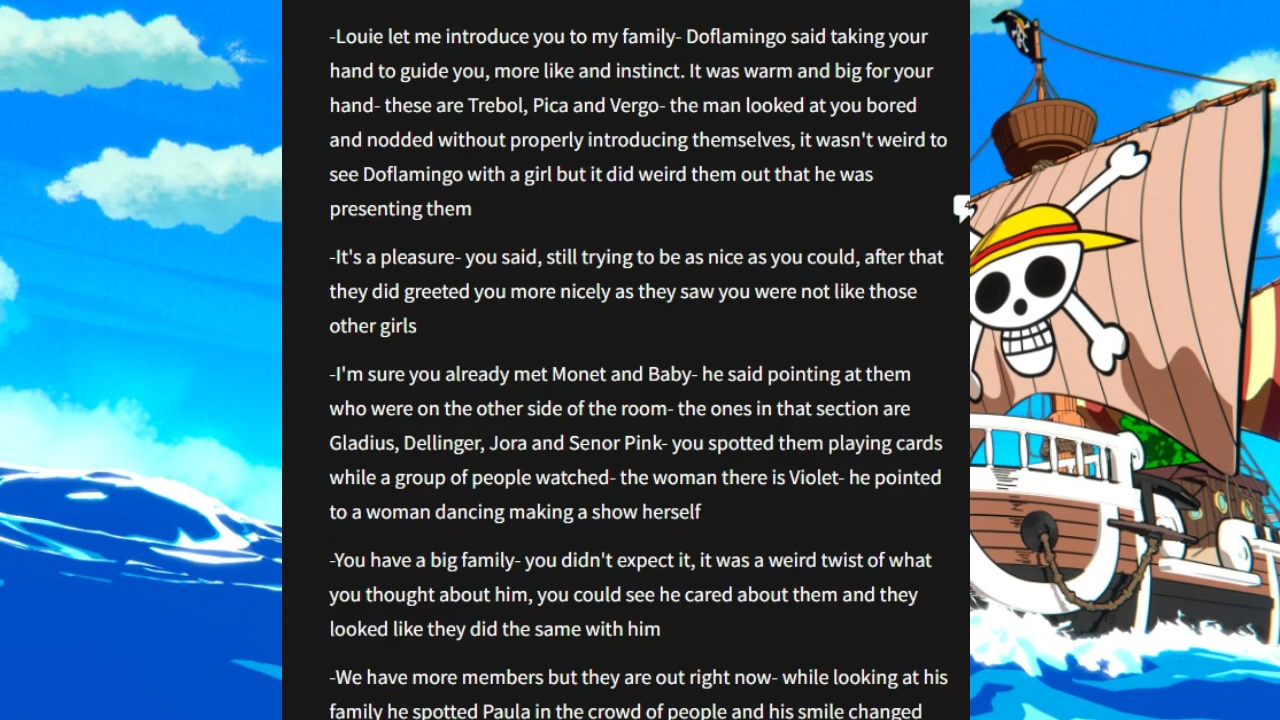 -Louie let me introduce you to my family- Doflamingo said taking your
hand to guide you, more like and instinct. It was warm and big for your
hand- these are Trebol, Pica and Vergo- the man looked at you bored
and nodded without properly introducing themselves, it wasn't weird to
see Doflamingo with a girl but it did weird them out that he was
presenting them
-It's a pleasure- you said, still trying to be as nice as you could, after that
they did greeted you more nicely as they saw you were not like those
other girls
-I'm sure you already met Monet and Baby- he said pointing at them
who were on the other side of the room- the ones in that section are
Gladius, Dellinger, Jora and Senor Pink- you spotted them playing cards
while a group of people watched- the woman there is Violet- he pointed
to a woman dancing making a show herself
-You have a big family- you didn't expect it, it was a weird twist of what
you thought about him, you could see he cared about them and they
looked like they did the same with him
-We have more members but they are out right now- while looking at his
family he spotted Paula in the crowd of people and his smile changed